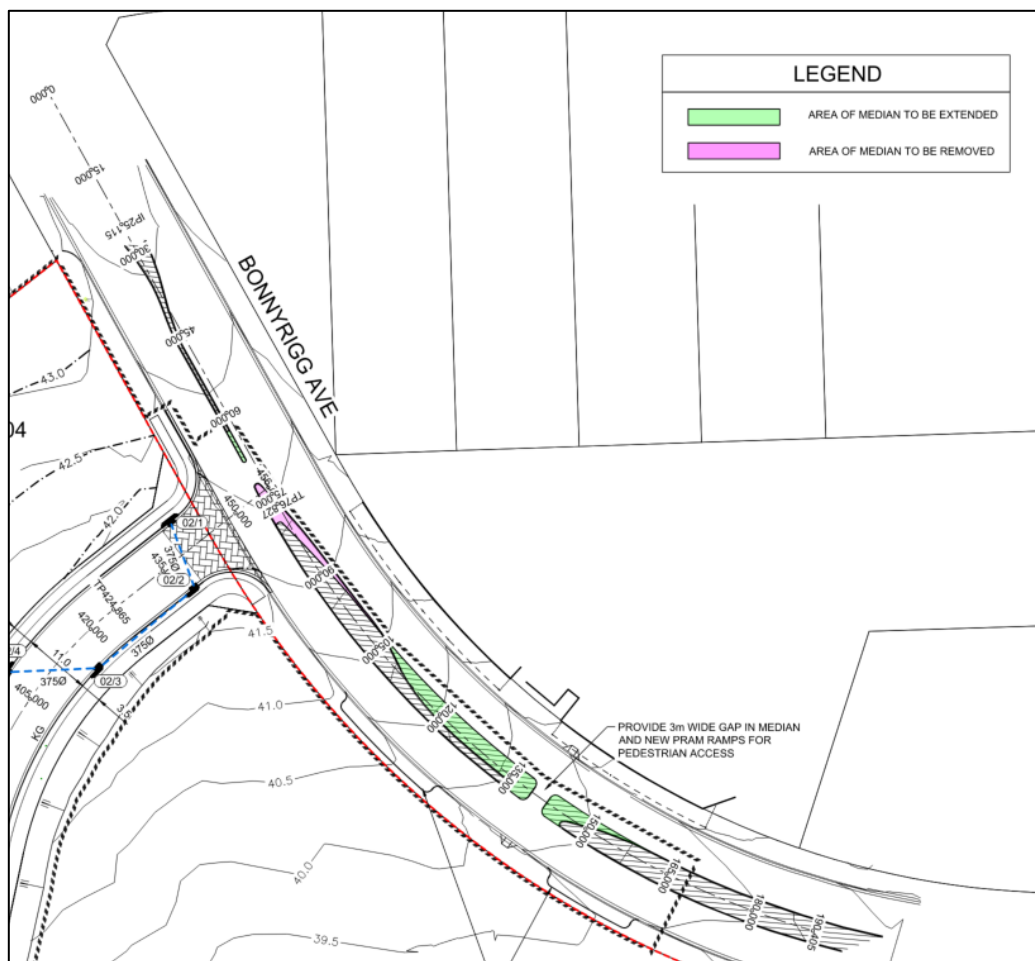 LEGEND
AREA OF MEDIAN TO BE EXTENDED
AREA OF MEDIAN TO BE REMOVED
0,000
15,000
IP25,115
30,000
45,000
60,000
BONNYRIGG AVE
75,000
TP76,827
90,000
105,000
120,000
135,000
150,000
165,000
180,000
190,405
PROVIDE 3m WIDE GAP IN MEDIAN
AND NEW PRAM RAMPS FOR
PEDESTRIAN ACCESS
04
43.0
42.5
42.0
41.5
41.0
40.5
40.0
39.5
450,000
02/1
375Ø
02/2
TP424,865
420,000
375Ø
02/3
11.0
375Ø
405,000
3.5
KG